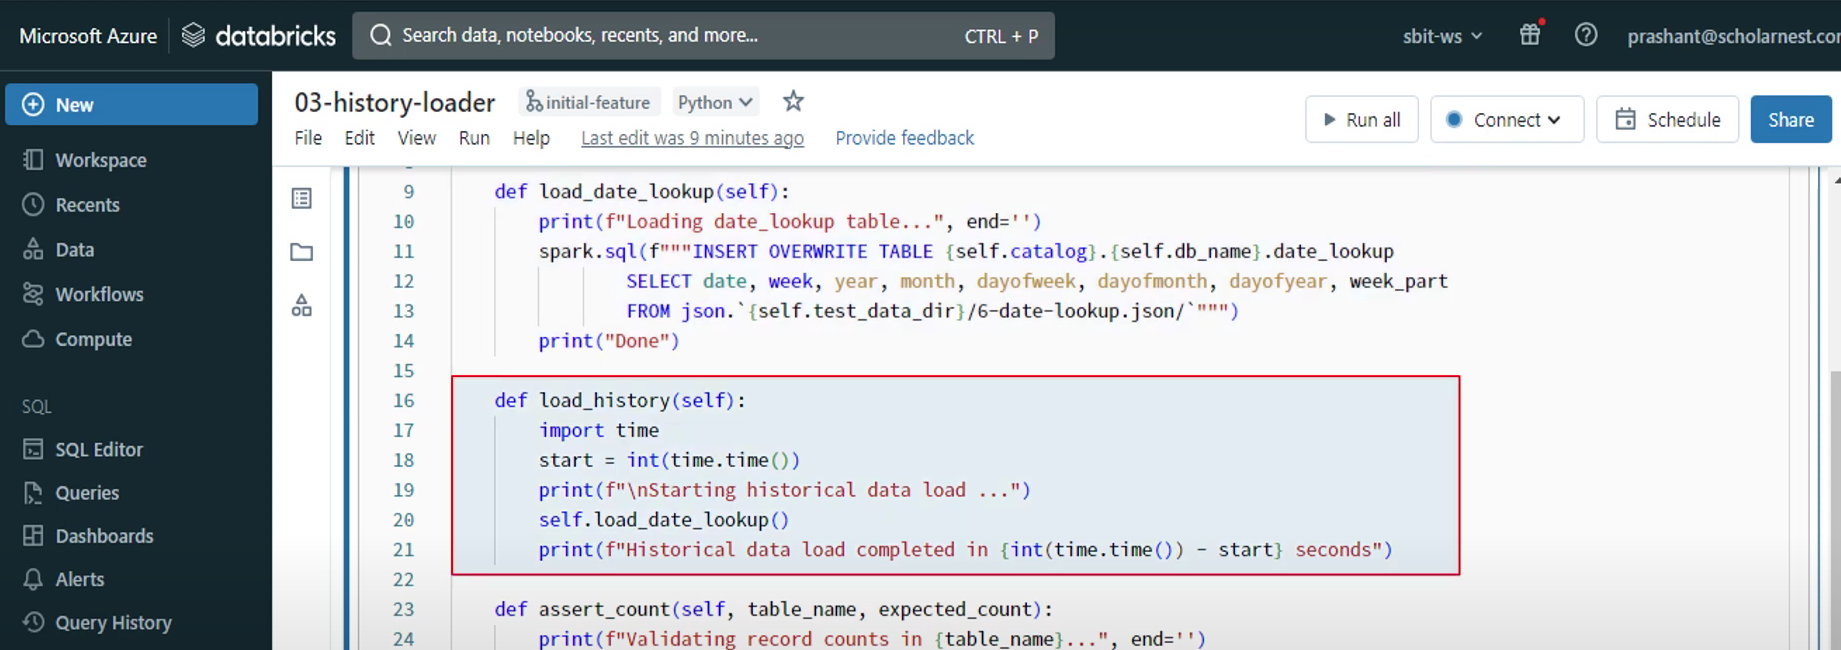 Microsoft Azure databricks Search data, notebooks, recents, and more... CTRL + P sbit-ws prashant@scholarnest.cor
New
Workspace
Recents
Data
Workflows
Compute
SQL
SQL Editor
Queries
Dashboards
Alerts
Query History
03-history-loader initial-feature Python
File Edit View Run Help Last edit was 9 minutes ago Provide feedback
Run all Connect Schedule Share
9 def load_date_lookup(self):
10 print(f"Loading date_lookup table...", end='')
11 spark.sql(f"""INSERT OVERWRITE TABLE {self.catalog}.{self.db_name}.date_lookup
12 SELECT date, week, year, month, dayofweek, dayofmonth, dayofyear, week_part
13 FROM json.`{self.test_data_dir}/6-date-lookup.json/`""")
14 print("Done")
15
16 def load_history(self):
17 import time
18 start = int(time.time())
19 print(f"\nStarting historical data load ...")
20 self.load_date_lookup()
21 print(f"Historical data load completed in {int(time.time()) - start} seconds")
22
23 def assert_count(self, table_name, expected_count):
24 print(f"Validating record counts in {table_name}...", end='')